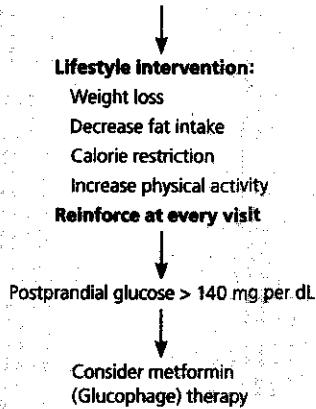 Lifestyle intervention:
Weight loss
Decrease fat intake
Calorie restriction
Increase physical activity
Reinforce at every visit
Postprandial glucose > 140 mg per dL
Consider metformin
(Glucophage) therapy